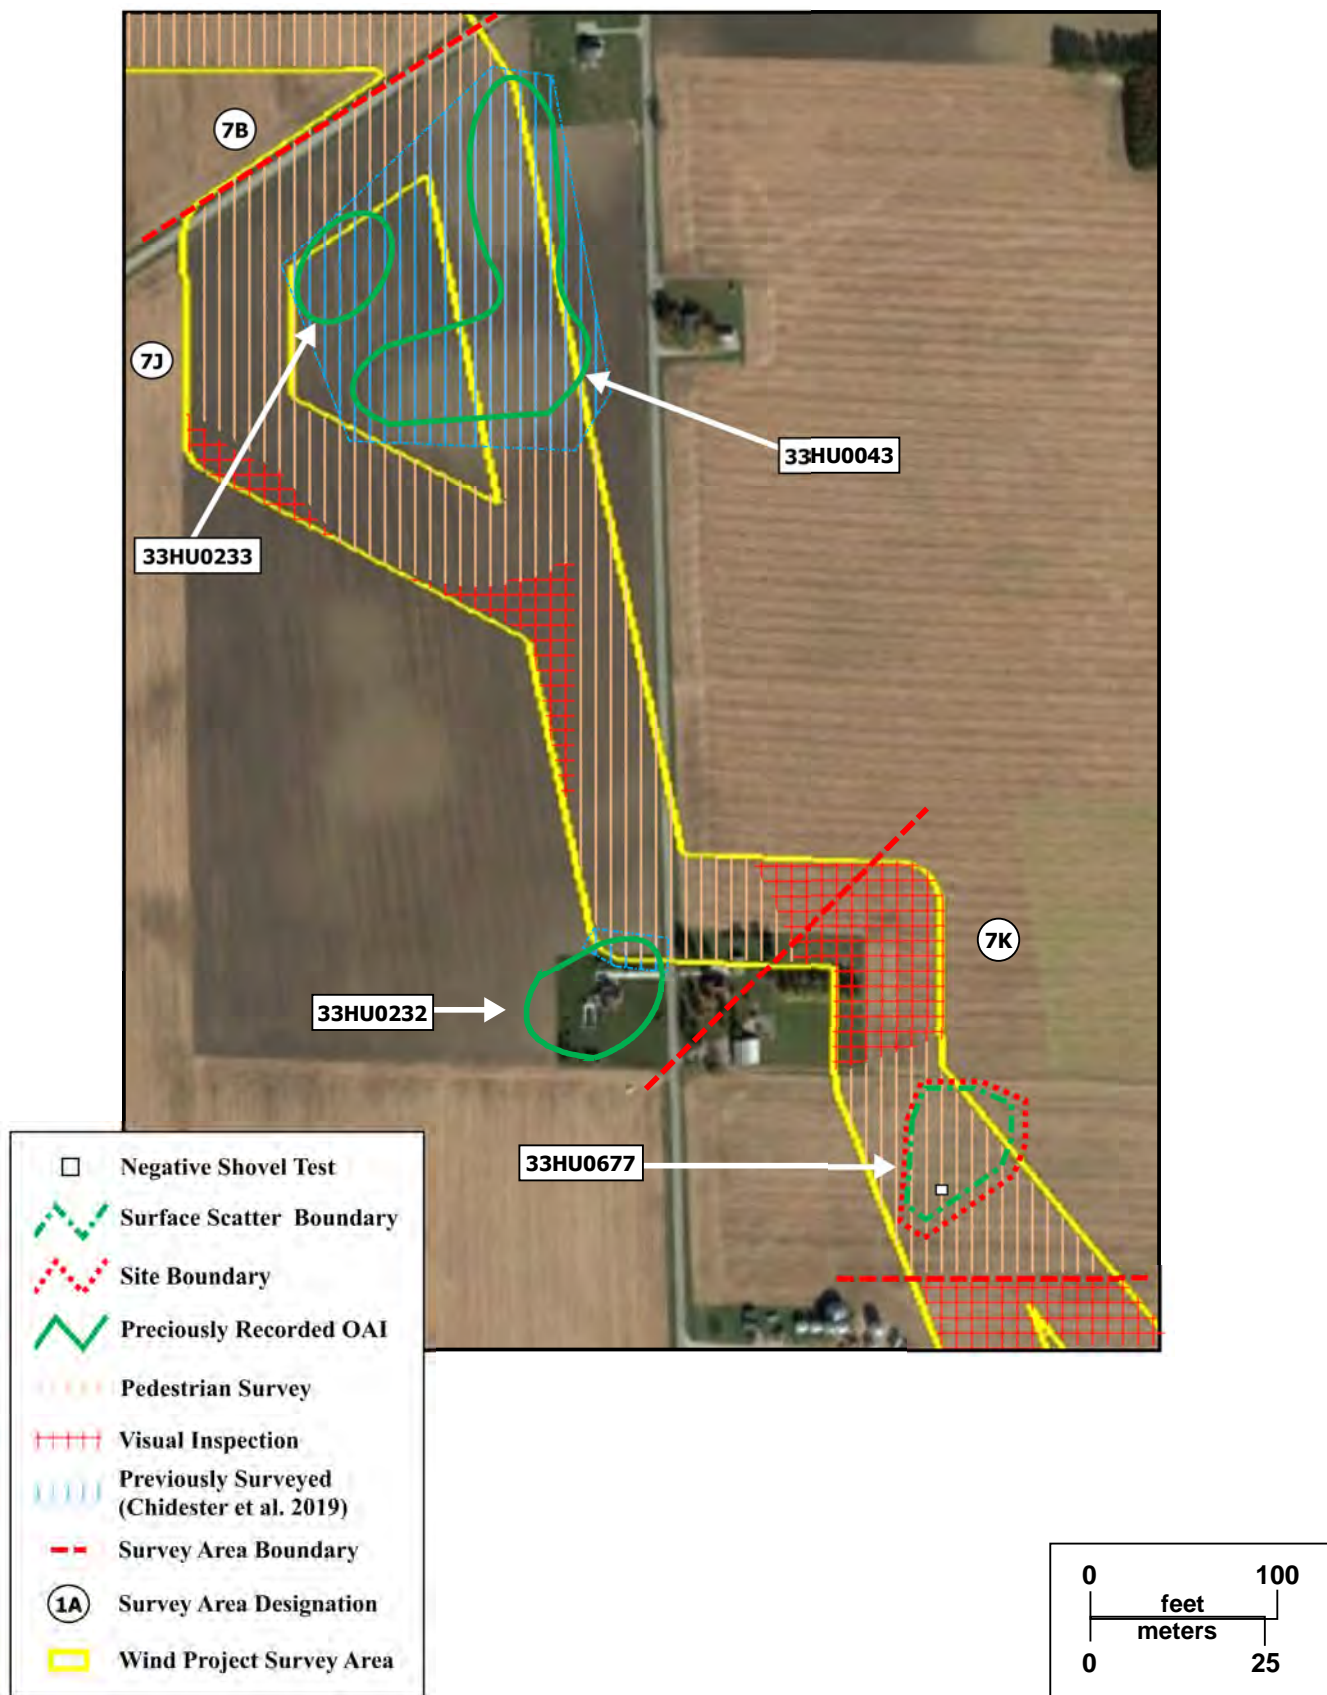 7B
7J
33HU0043
33HU0233
7K
33HU0232
33HU0677
Negative Shovel Test
Surface Scatter Boundary
Site Boundary
Preciously Recorded OAI
Pedestrian Survey
Visual Inspection
Previously Surveyed
(Chidester et al. 2019)
Survey Area Boundary
1A Survey Area Designation
Wind Project Survey Area
0 100
feet
meters
0 25